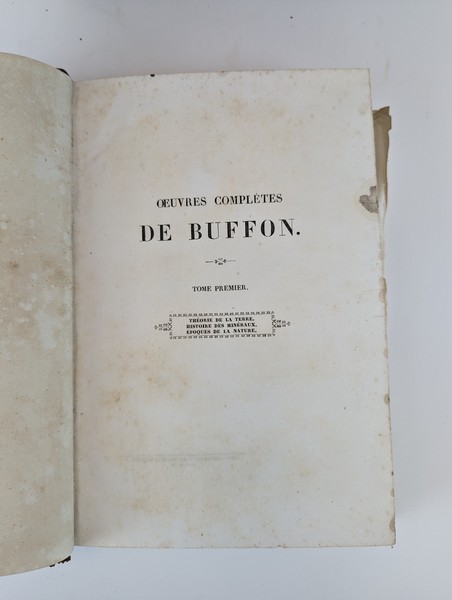 ŒUVRES COMPLÈTES
DE BUFFON.
TOME PREMIER.
THÉORIE DE LA TERRE,
HISTOIRE DES MINÉRAUX,
ÉPOQUES DE LA NATURE,